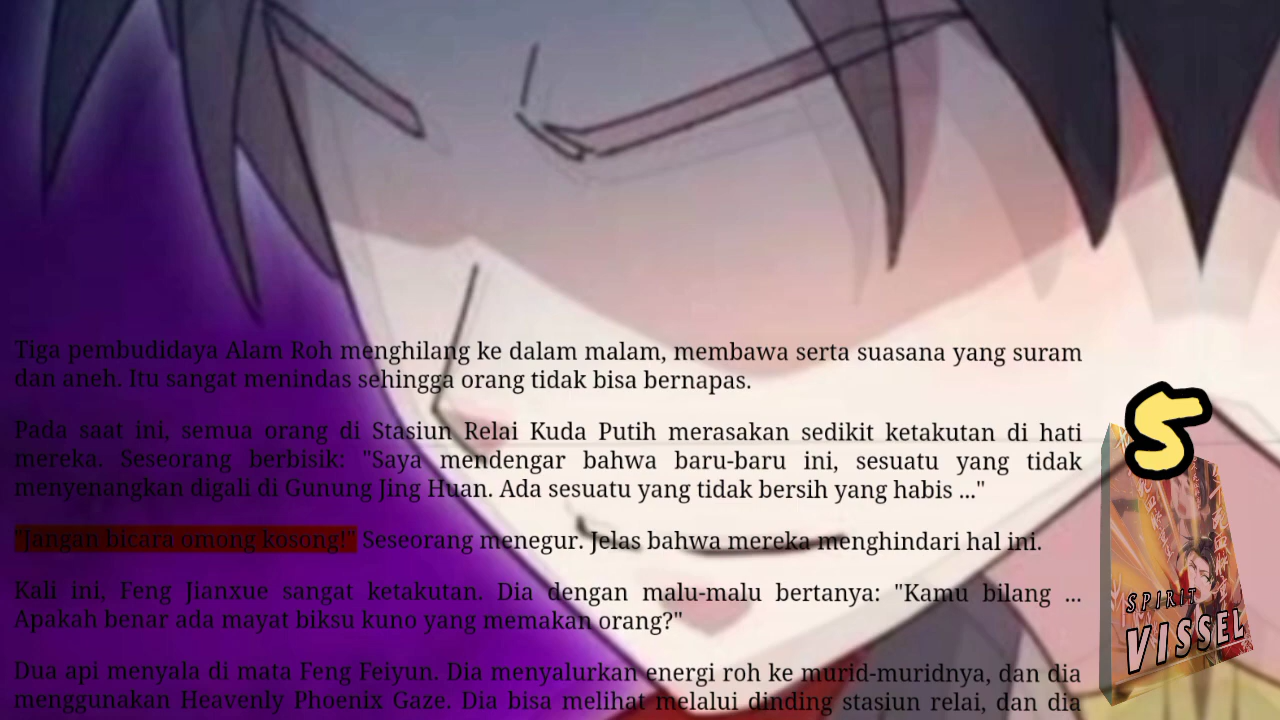 Tiga pembudidaya Alam Roh menghilang ke dalam malam, membawa serta suasana yang suram
dan aneh. Itu sangat menindas sehingga orang tidak bisa bernapas.
Pada saat ini, semua orang di Stasiun Relai Kuda Putih merasakan sedikit ketakutan di hati
mereka. Seseorang berbisik: "Saya mendengar bahwa baru-baru ini, sesuatu yang tidak
menyenangkan digali di Gunung Jing Huan. Ada sesuatu yang tidak bersih yang habis ..."
"Jangan bicara omong kosong!" Seseorang menegur. Jelas bahwa mereka menghindari hal ini.
Kali ini, Feng Jianxue sangat ketakutan. Dia dengan malu-malu bertanya: "Kamu bilang ...
Apakah benar ada mayat biksu kuno yang memakan orang?"
Dua api menyala di mata Feng Feiyun. Dia menyalurkan energi roh ke murid-muridnya, dan dia
menggunakan Heavenly Phoenix Gaze. Dia bisa melihat melalui dinding stasiun relai, dan dia
S
SPIRIT
VISSEL